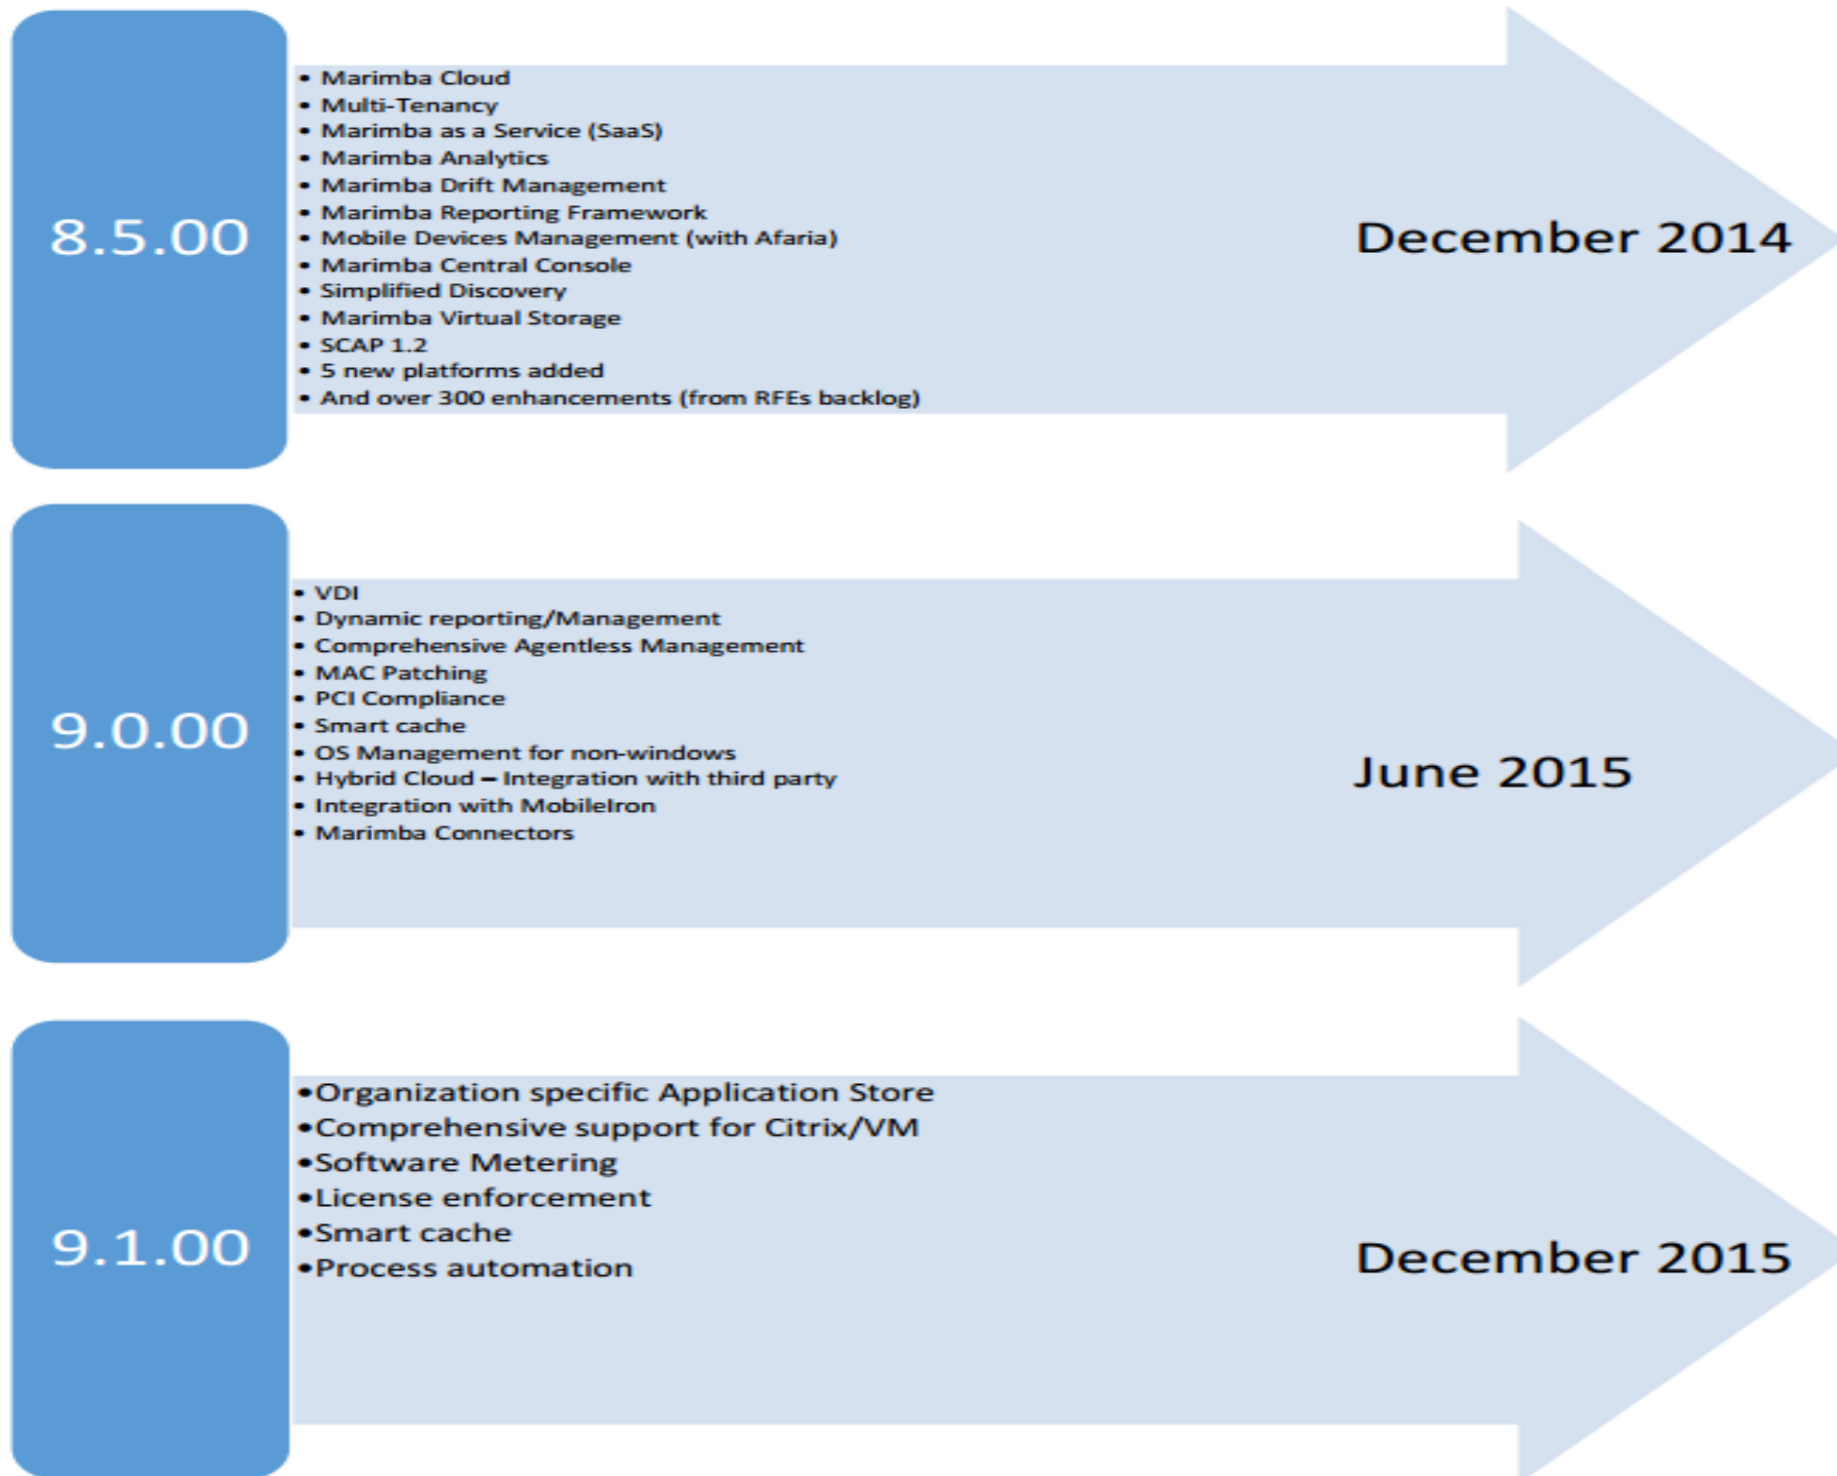 8.5.00
• Marimba Cloud
• Multi-Tenancy
• Marimba as a Service (SaaS)
• Marimba Analytics
• Marimba Drift Management
• Marimba Reporting Framework
• Mobile Devices Management (with Afaria)
• Marimba Central Console
• Simplified Discovery
• Marimba Virtual Storage
• SCAP 1.2
• 5 new platforms added
• And over 300 enhancements (from RFEs backlog)
December 2014
9.0.00
• VDI
• Dynamic reporting/Management
• Comprehensive Agentless Management
• MAC Patching
• PCI Compliance
• Smart cache
• OS Management for non-windows
• Hybrid Cloud – Integration with third party
• Integration with MobileIron
• Marimba Connectors
June 2015
9.1.00
•Organization specific Application Store
•Comprehensive support for Citrix/VM
•Software Metering
•License enforcement
•Smart cache
•Process automation
December 2015